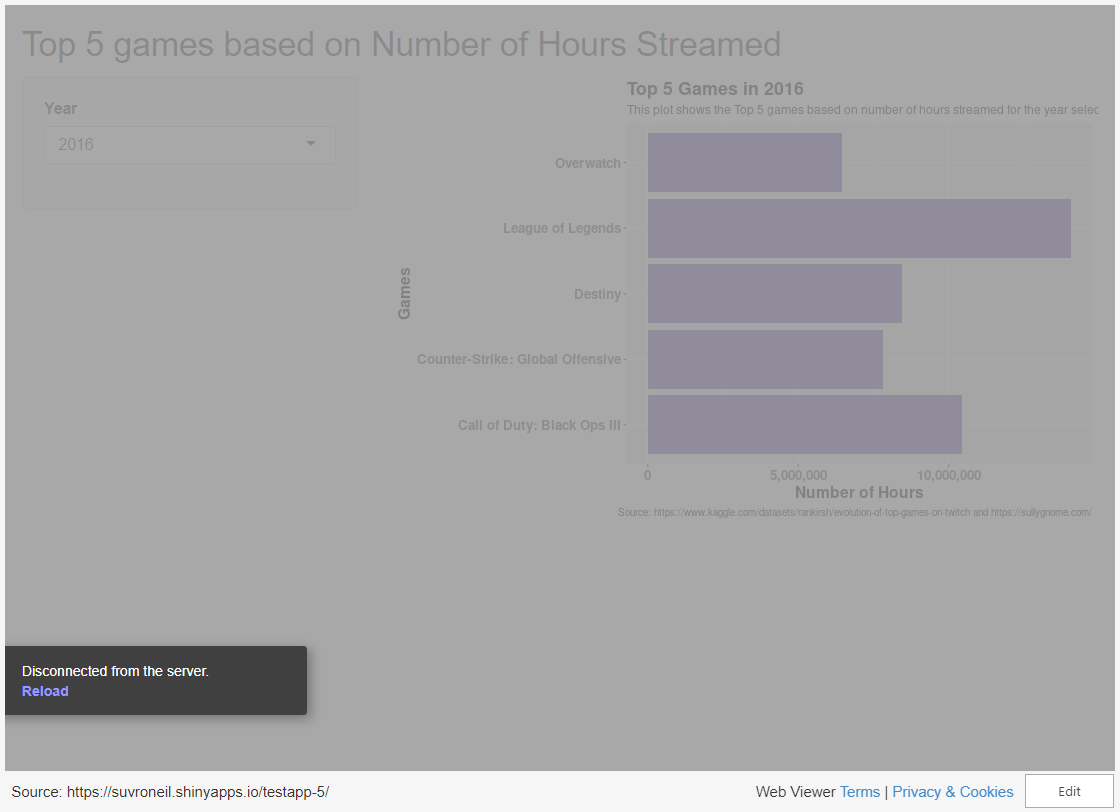 Top 5 games based on Number of Hours Streamed
Year
2016
Top 5 Games in 2016
This plot shows the Top 5 games based on number of hours streamed for the year selec
Games
Overwatch
League of Legends
Destiny
Counter-Strike: Global Offensive
Call of Duty: Black Ops III
0 5,000,000 10,000,000
Number of Hours
Source: https://www.kaggle.com/datasets/rankirsh/evolution-of-top-games-on-twitch and https://sullygnome.com/
Disconnected from the server.
Reload
Source: https://suvroneil.shinyapps.io/testapp-5/ Web Viewer Terms | Privacy & Cookies Edit